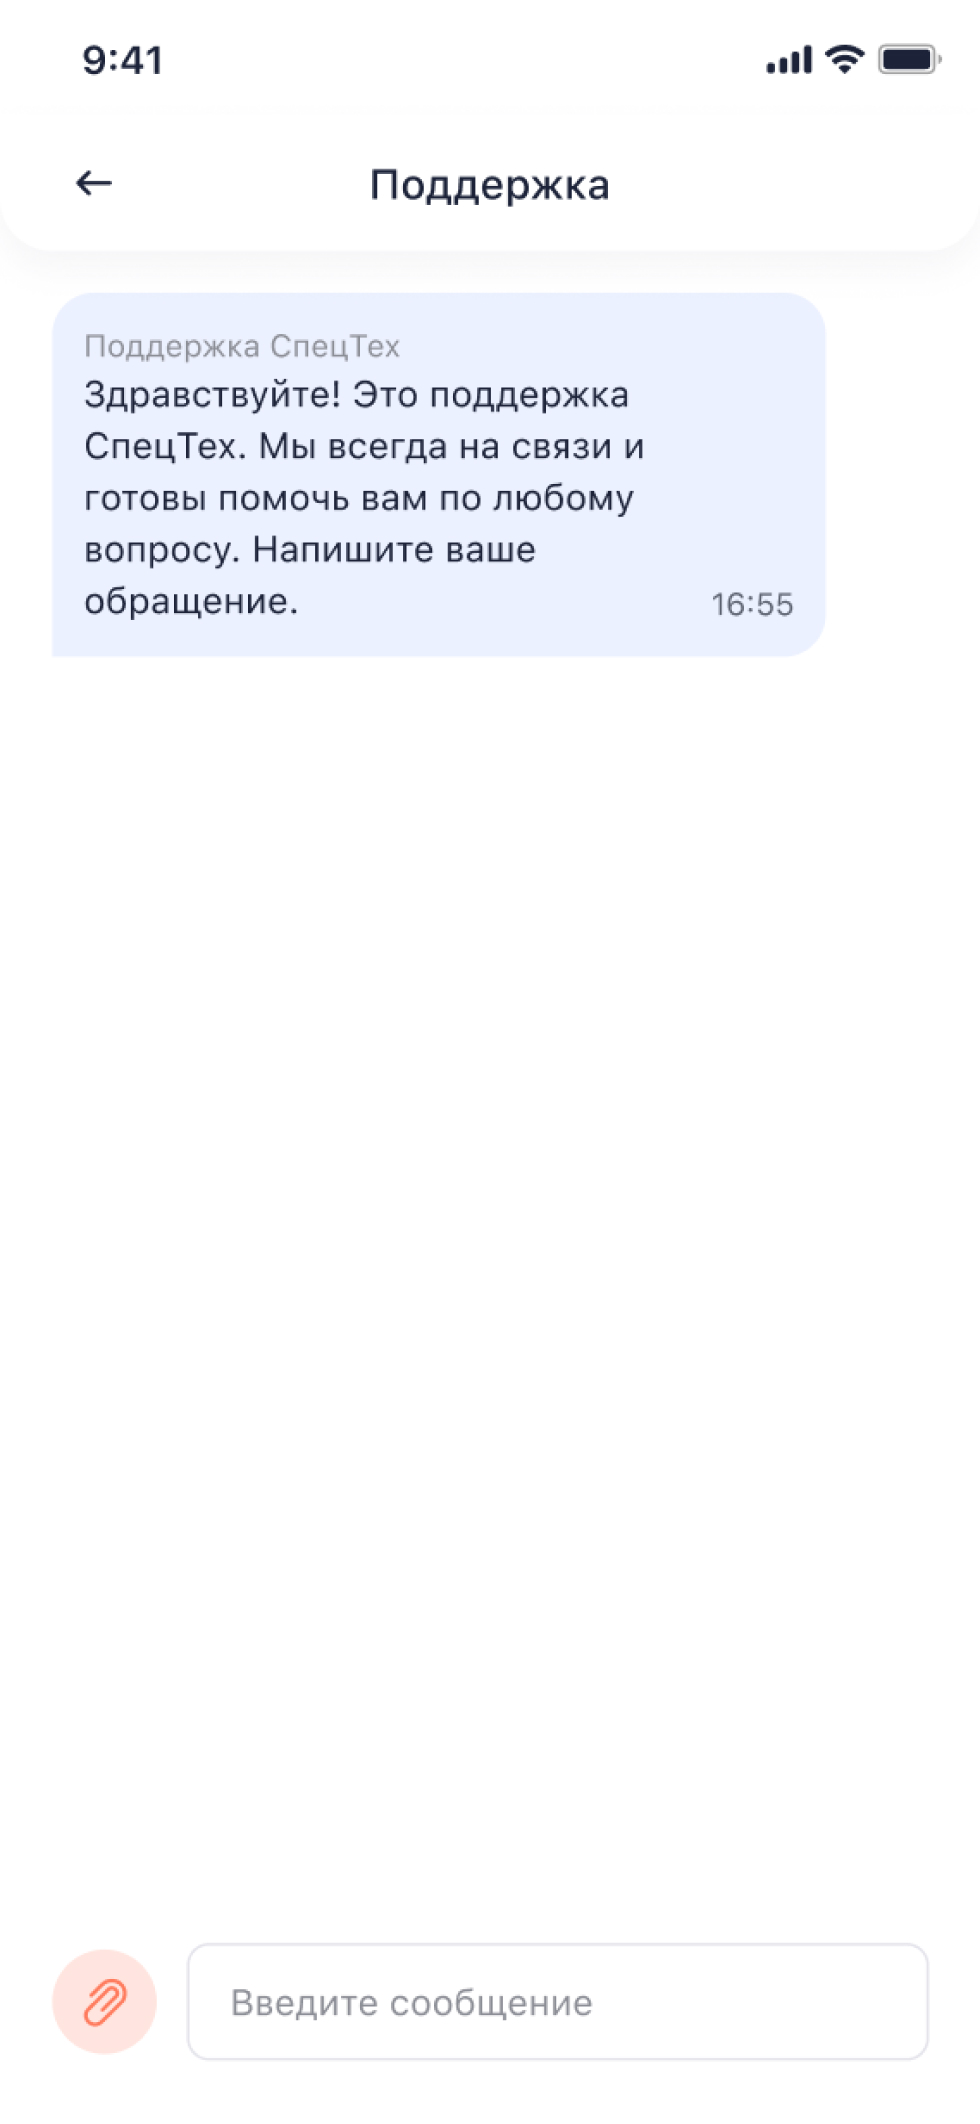 9:41
Поддержка
Поддержка СпецТех
Здравствуйте! Это поддержка
СпецТех. Мы всегда на связи и
готовы помочь вам по любому
вопросу. Напишите ваше
обращение.
16:55
Введите сообщение